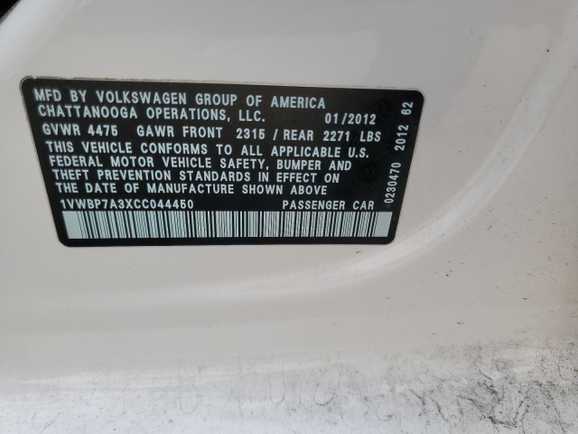 MFD BY VOLKSWAGEN GROUP OF AMERICA
CHATTANOOGA OPERATIONS, LLC. 01/2012
GVWR 4475 GAWR FRONT 2315 / REAR 2271 LBS
THIS VEHICLE CONFORMS TO ALL APPLICABLE U.S.
FEDERAL MOTOR VEHICLE SAFETY, BUMPER AND
THEFT PREVENTION STANDARDS IN EFFECT ON
THE DATE OF MANUFACTURE SHOWN ABOVE
1VWBP7A3XCC044450 PASSENGER CAR
0230470 2012 62